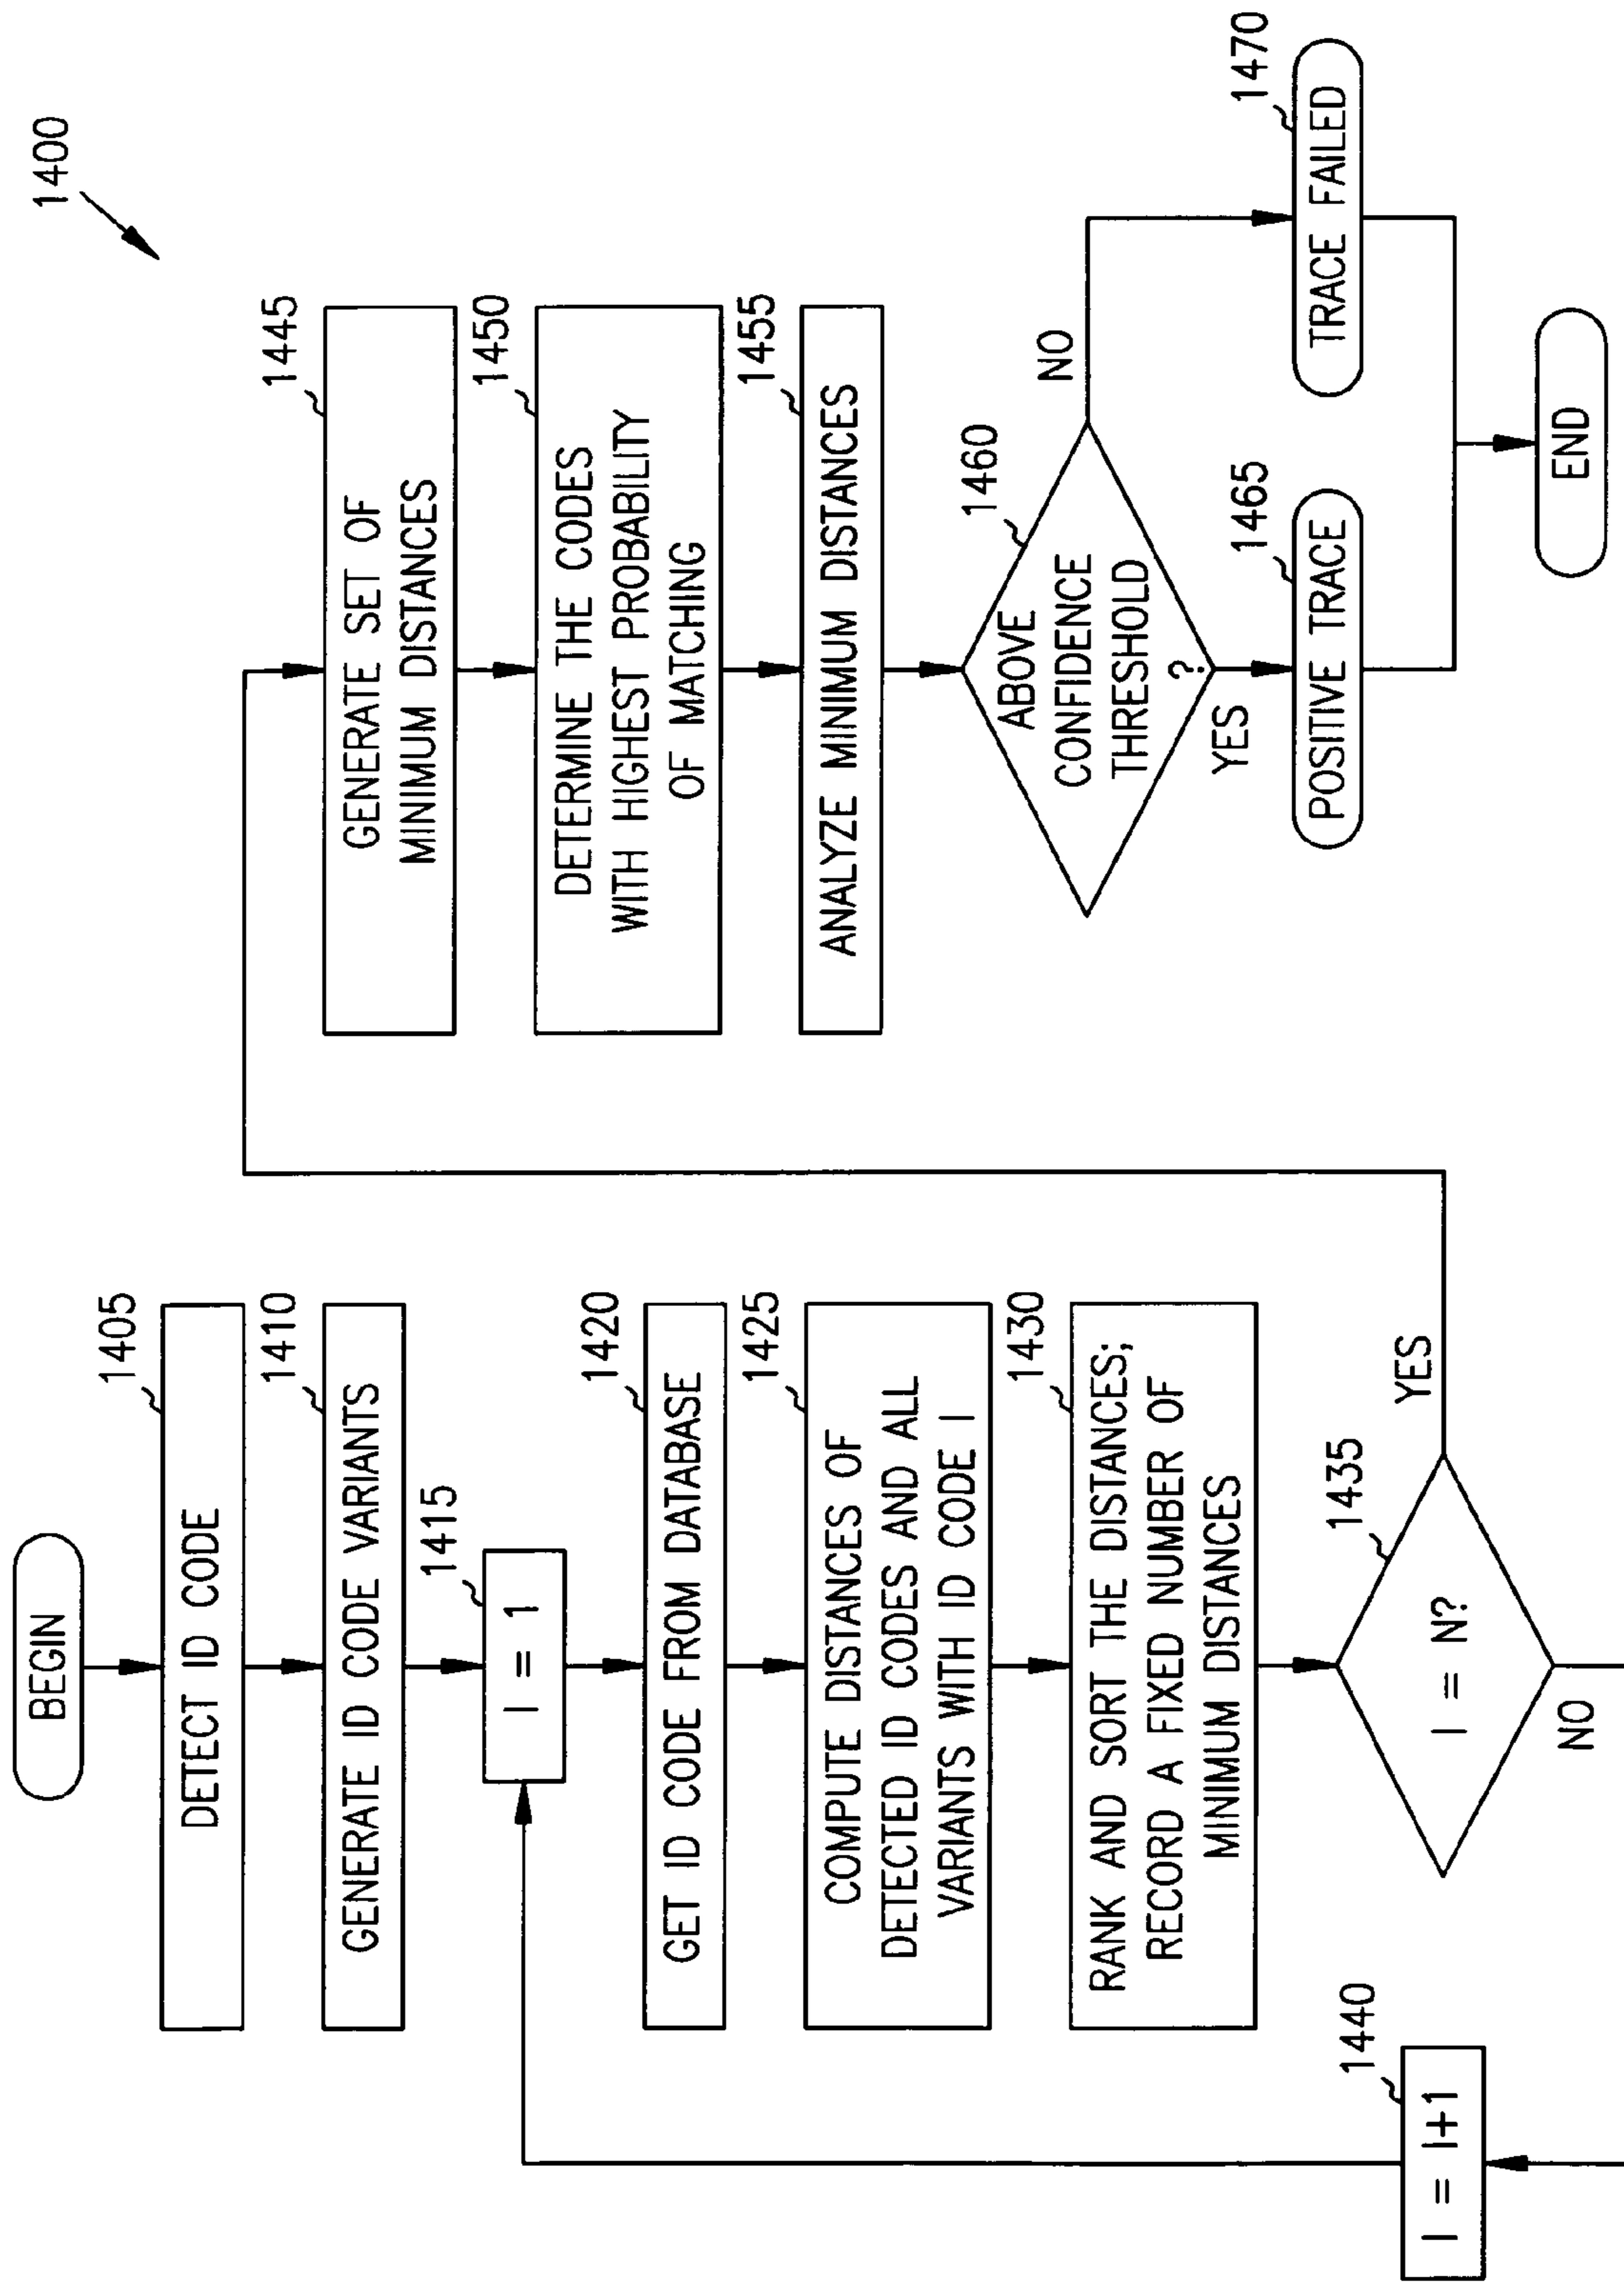 1400
BEGIN
1405
DETECT ID CODE
1410
GENERATE ID CODE VARIANTS
1415
I = 1
1420
GET ID CODE FROM DATABASE
1425
COMPUTE DISTANCES OF
DETECTED ID CODES AND ALL
VARIANTS WITH ID CODE I
1430
RANK AND SORT THE DISTANCES;
RECORD A FIXED NUMBER OF
MINIMUM DISTANCES
1435
I = N?
YES
NO
1440
I = I+1
1445
GENERATE SET OF
MINIMUM DISTANCES
1450
DETERMINE THE CODES
WITH HIGHEST PROBABILITY
OF MATCHING
1455
ANALYZE MINIMUM DISTANCES
1460
ABOVE
CONFIDENCE
THRESHOLD
?
NO
YES
1465
POSITIVE TRACE
1470
TRACE FAILED
END